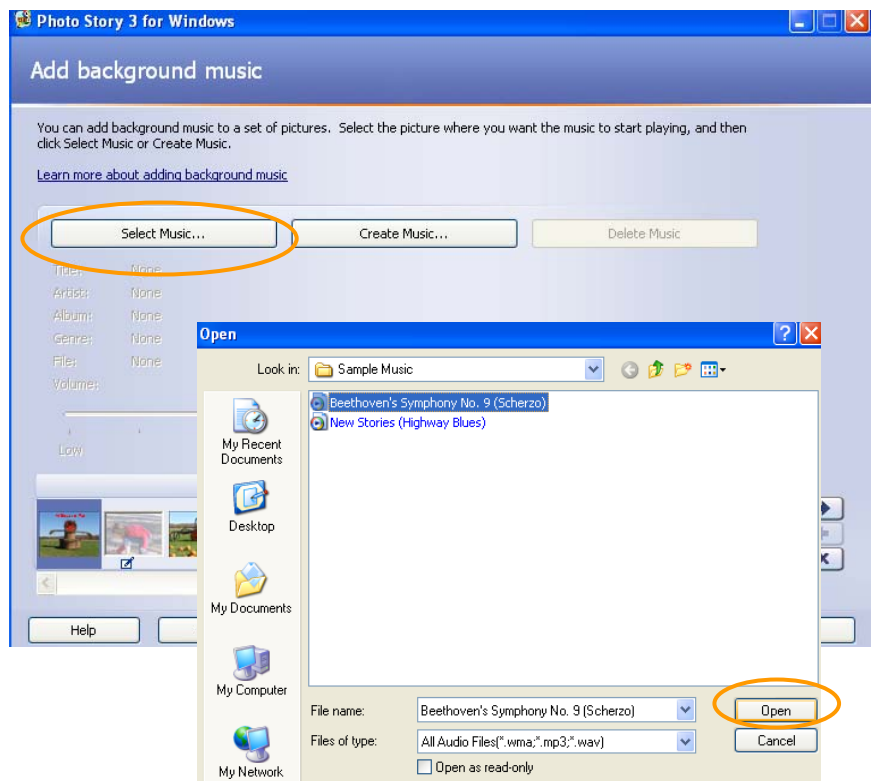 Photo Story 3 for Windows
Add background music
You can add background music to a set of pictures. Select the picture where you want the music to start playing, and then
click Select Music or Create Music.
Learn more about adding background music
Select Music...
Create Music...
Delete Music
Title: None
Artist: None
Album: None
Genre: None
File: None
Volume:
Low
Help
Open
Look in: Sample Music
Beethoven's Symphony No. 9 (Scherzo)
New Stories (Highway Blues)
My Recent
Documents
Desktop
My Documents
My Computer
My Network
File name: Beethoven's Symphony No. 9 (Scherzo)
Open
Files of type: All Audio Files(*.wma;*.mp3;*.wav)
Cancel
Open as read-only